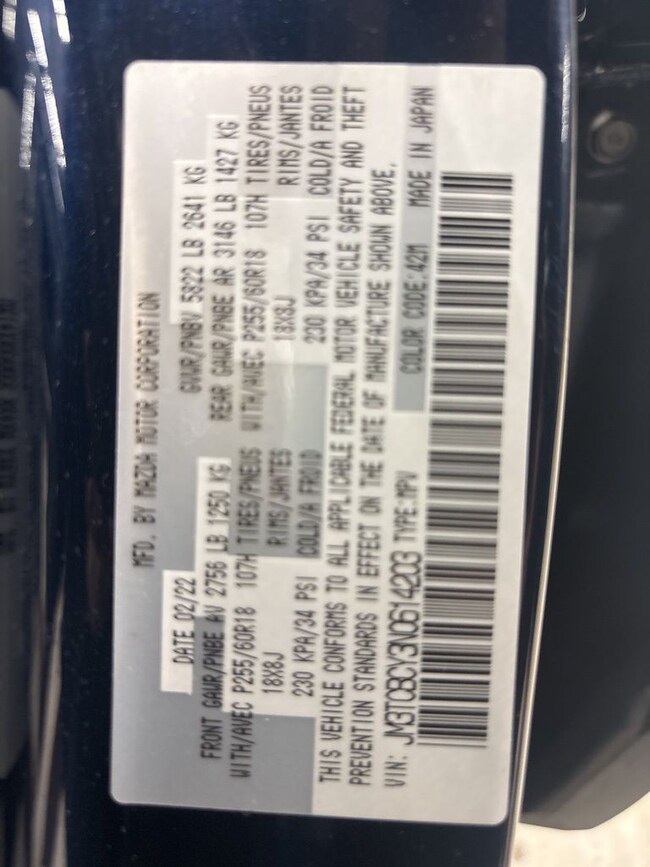 MFD. BY MAZDA MOTOR CORPORATION
DATE 02/22 GVWR/PNBV 5822 LB 2641 KG
FRONT GAWR/PNBE AV 2756 LB 1250 KG REAR GAWR/PNBE AR 3146 LB 1427 KG
WITH/AVEC P255/60R18 107H TIRES/PNEUS WITH/AVEC P255/60R18 107H TIRES/PNEUS
18X8J RIMS/JANTES 18X8J RIMS/JANTES
230 KPA/34 PSI COLD/A FROID 230 KPA/34 PSI COLD/A FROID
THIS VEHICLE CONFORMS TO ALL APPLICABLE FEDERAL MOTOR VEHICLE SAFETY AND THEFT
PREVENTION STANDARDS IN EFFECT ON THE DATE OF MANUFACTURE SHOWN ABOVE.
VIN: JM3TCBCY3N0614203 TYPE:MPV COLOR CODE:42M MADE IN JAPAN